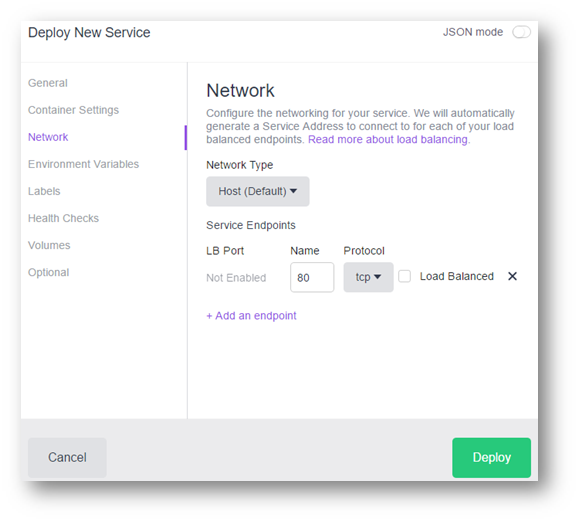 Deploy New Service
JSON mode
General
Container Settings
Network
Environment Variables
Labels
Health Checks
Volumes
Optional
Network
Configure the networking for your service. We will automatically
generate a Service Address to connect to for each of your load
balanced endpoints. Read more about load balancing.
Network Type
Host (Default)
Service Endpoints
LB Port Name Protocol
Not Enabled 80 tcp Load Balanced
+ Add an endpoint
Cancel
Deploy